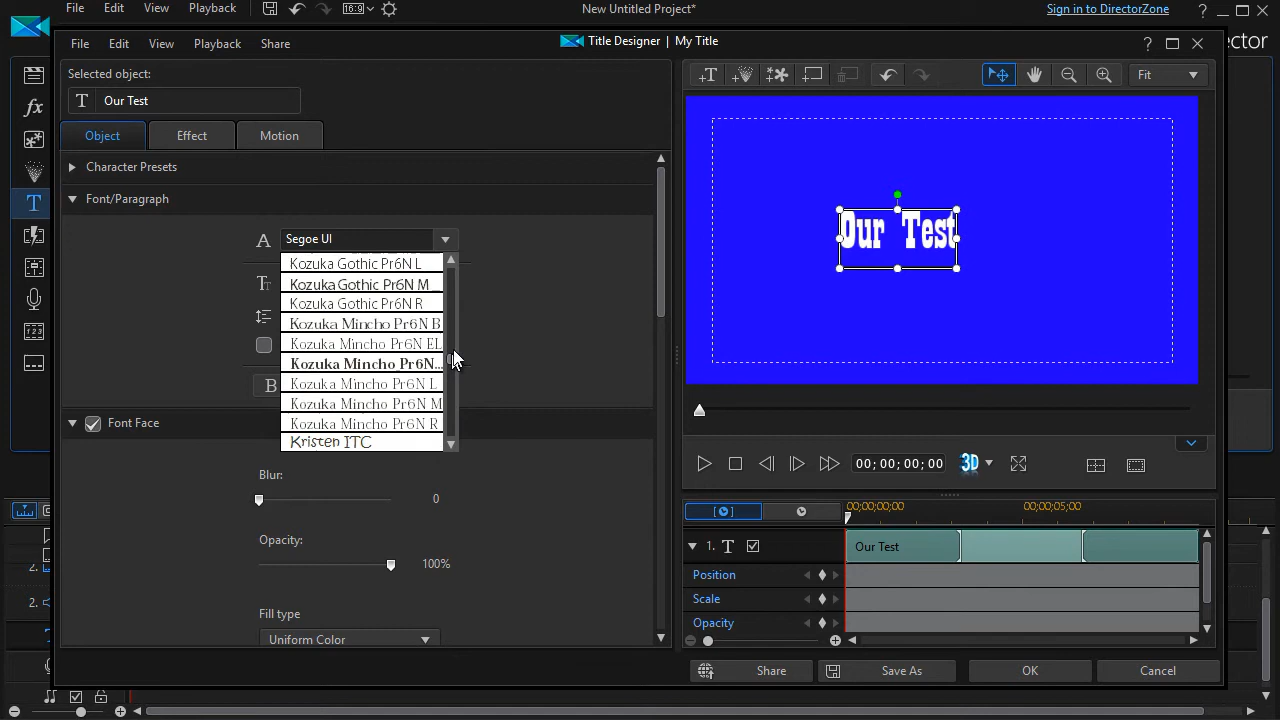 File Edit View Playback
16:9
New Untitled Project*
Sign in to DirectorZone
?
ector
File Edit View Playback Share
Title Designer | My Title
?
Selected object:
T Our Test
Object Effect Motion
Character Presets
Font/Paragraph
A Segoe UI
Kozuka Gothic Pr6N L
Kozuka Gothic Pr6N M
Kozuka Gothic Pr6N R
Kozuka Mincho Pr6N B
Kozuka Mincho Pr6N EL
Kozuka Mincho Pr6N...
Kozuka Mincho Pr6N L
Kozuka Mincho Pr6N M
Kozuka Mincho Pr6N R
Kristen ITC
B
Font Face
Blur:
0
Opacity:
100%
Fill type
Uniform Color
Fit
Our Test
00; 00; 00; 00
3D
00;00;00;00
00;00;05;00
1. T Our Test
Position
Scale
Opacity
Share Save As OK Cancel
2.
2.